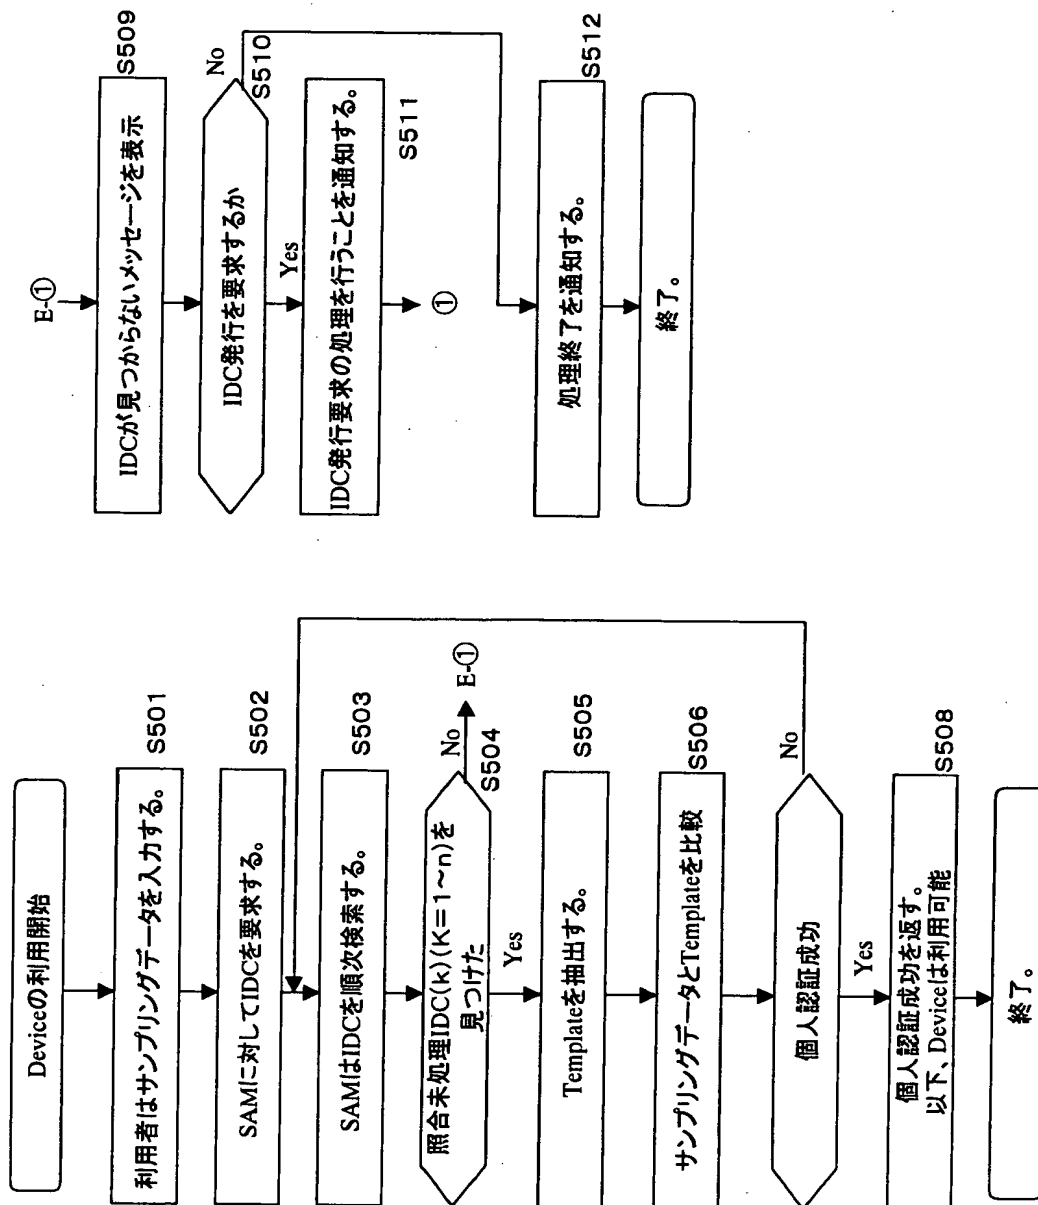 Deviceの利用開始
利用者はサンプリングデータを入力する。
S501
SAMに対してIDCを要求する。
S502
SAMはIDCを順次検索する。
S503
照合未処理IDC(k)(K=1~n)を
見つけた
No
E-①
S504
Yes
Templateを抽出する。
S505
サンプリングデータとTemplateを比較
S506
個人認証成功
No
Yes
個人認証成功を返す。
以下、Deviceは利用可能
S508
終了。
E-①
IDCが見つからないメッセージを表示
S509
IDC発行を要求するか
No
S510
Yes
IDC発行要求の処理を行うことを通知する。
S511
①
処理終了を通知する。
S512
終了。